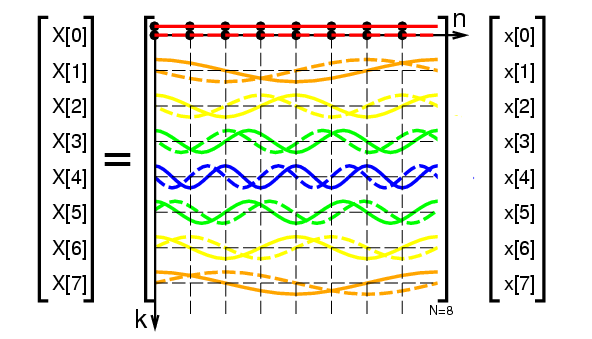 n
X[0] x[0]
X[1] x[1]
X[2] x[2]
X[3] x[3]
= X[4] x[4]
X[5] x[5]
X[6] x[6]
X[7] x[7]
N=8
k